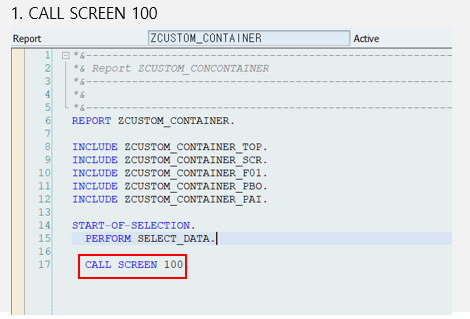 1. CALL SCREEN 100
Report ZCUSTOM_CONTAINER Active
1 *&---------------------------------------------------------------------
2 *& Report ZCUSTOM_CONCONTAINER
3 *&---------------------------------------------------------------------
4 *&
5 *&---------------------------------------------------------------------
6 REPORT ZCUSTOM_CONTAINER.
7
8 INCLUDE ZCUSTOM_CONTAINER_TOP.
9 INCLUDE ZCUSTOM_CONTAINER_SCR.
10 INCLUDE ZCUSTOM_CONTAINER_F01.
11 INCLUDE ZCUSTOM_CONTAINER_PBO.
12 INCLUDE ZCUSTOM_CONTAINER_PAI.
13
14 START-OF-SELECTION.
15 PERFORM SELECT_DATA.
16
17 CALL SCREEN 100.